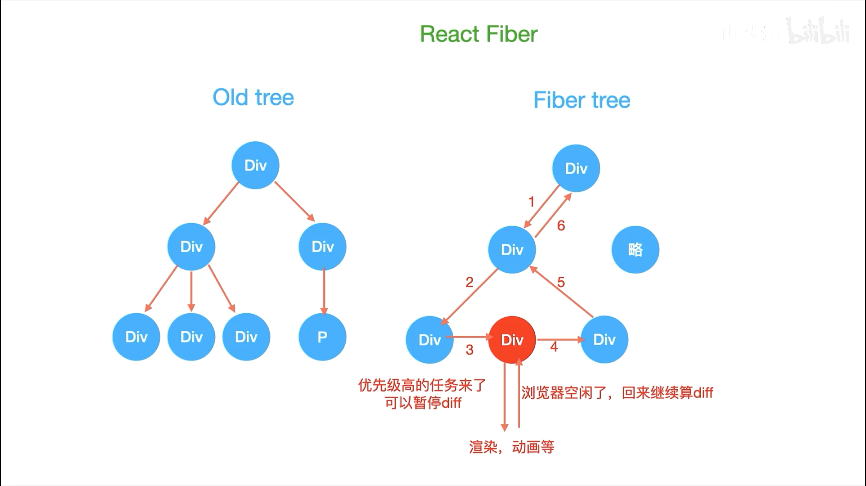 React Fiber
bilibili
Old tree
Fiber tree
Div
Div
Div
Div
Div
Div
P
Div
1
6
Div
略
2
5
Div
3
Div
4
Div
优先级高的任务来了
可以暂停diff
浏览器空闲了，回来继续算diff
渲染，动画等